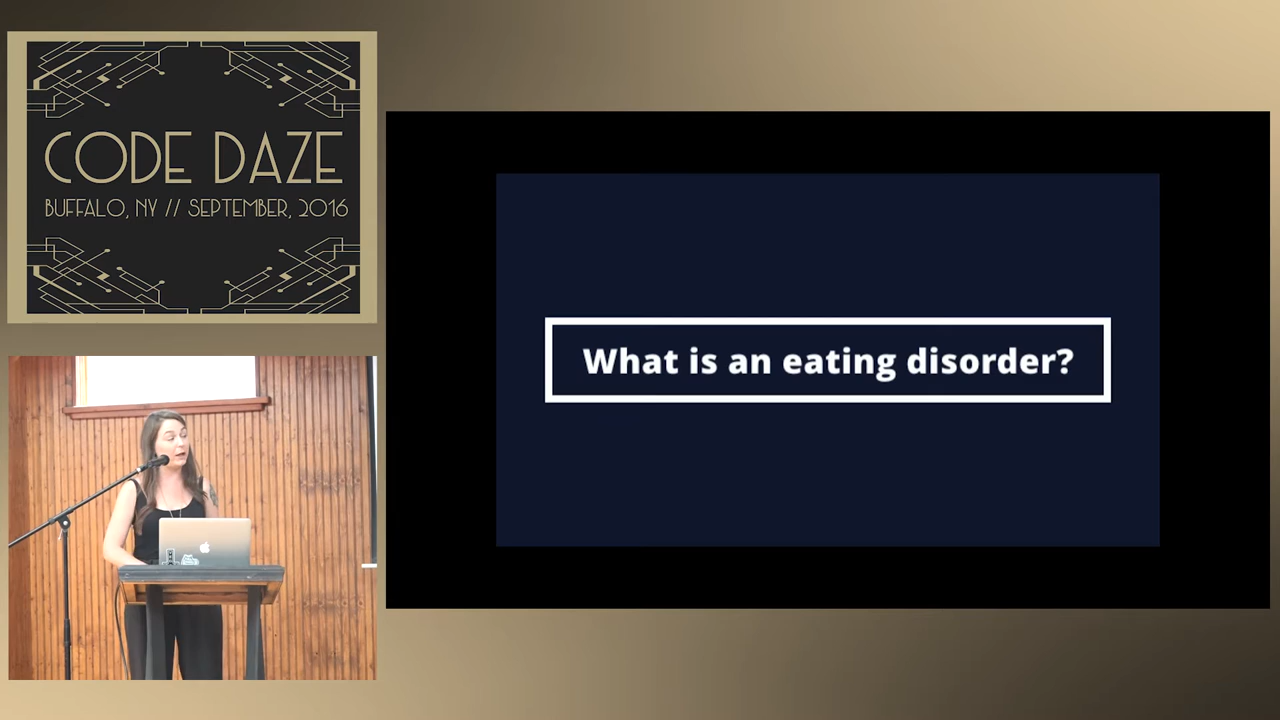 CODE DAZE
BUFFALO, NY // SEPTEMBER, 2016
What is an eating disorder?